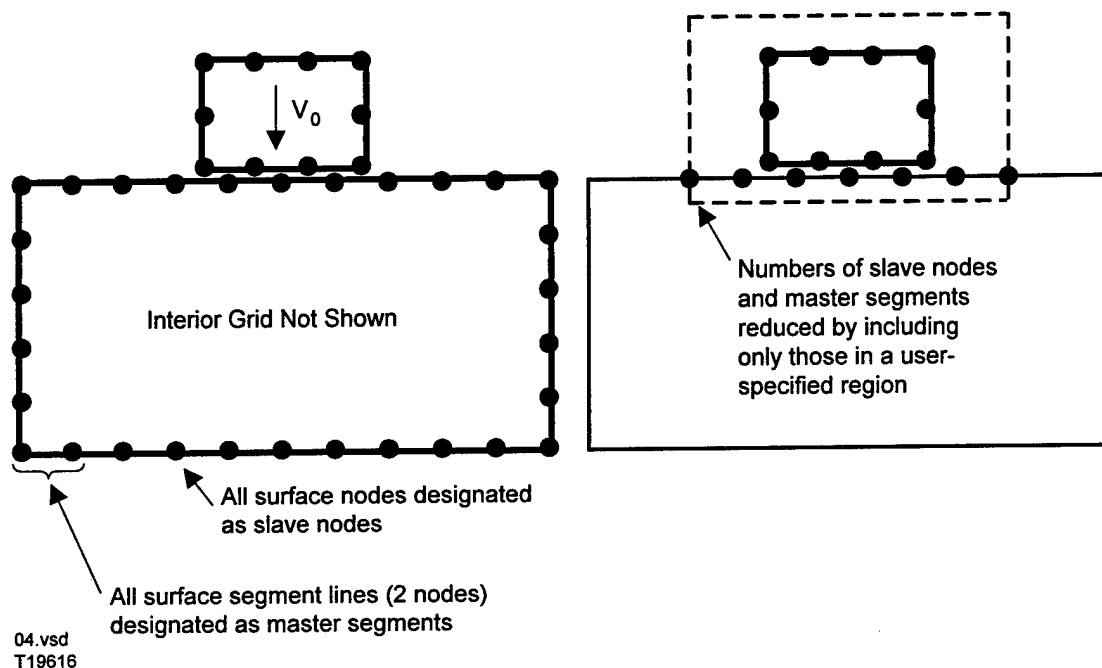 V0
Interior Grid Not Shown
Numbers of slave nodes
and master segments
reduced by including
only those in a user-
specified region
All surface nodes designated
as slave nodes
All surface segment lines (2 nodes)
designated as master segments
04.vsd
T19616